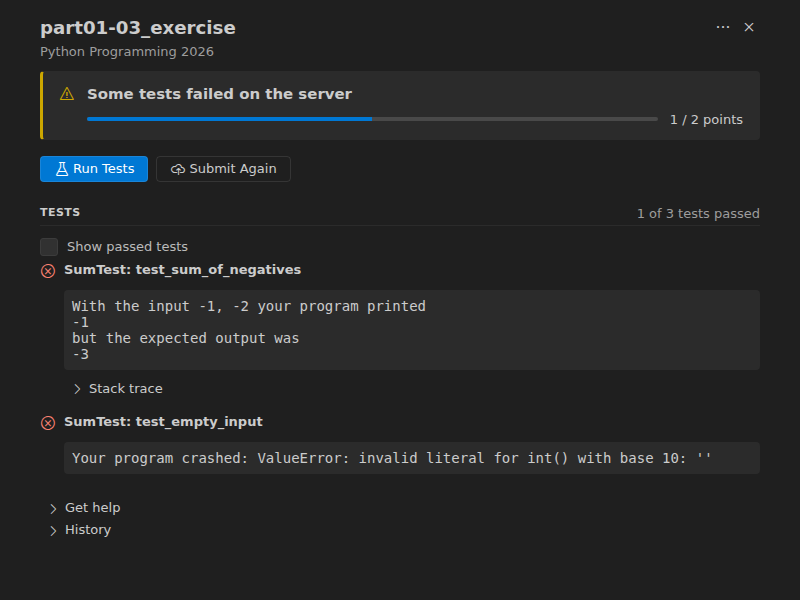 part01-03_exercise
Python Programming 2026
Some tests failed on the server
1 / 2 points
Run Tests
Submit Again
TESTS
1 of 3 tests passed
Show passed tests
SumTest: test_sum_of_negatives
With the input -1, -2 your program printed
-1
but the expected output was
-3
Stack trace
SumTest: test_empty_input
Your program crashed: ValueError: invalid literal for int() with base 10: ''
Get help
History